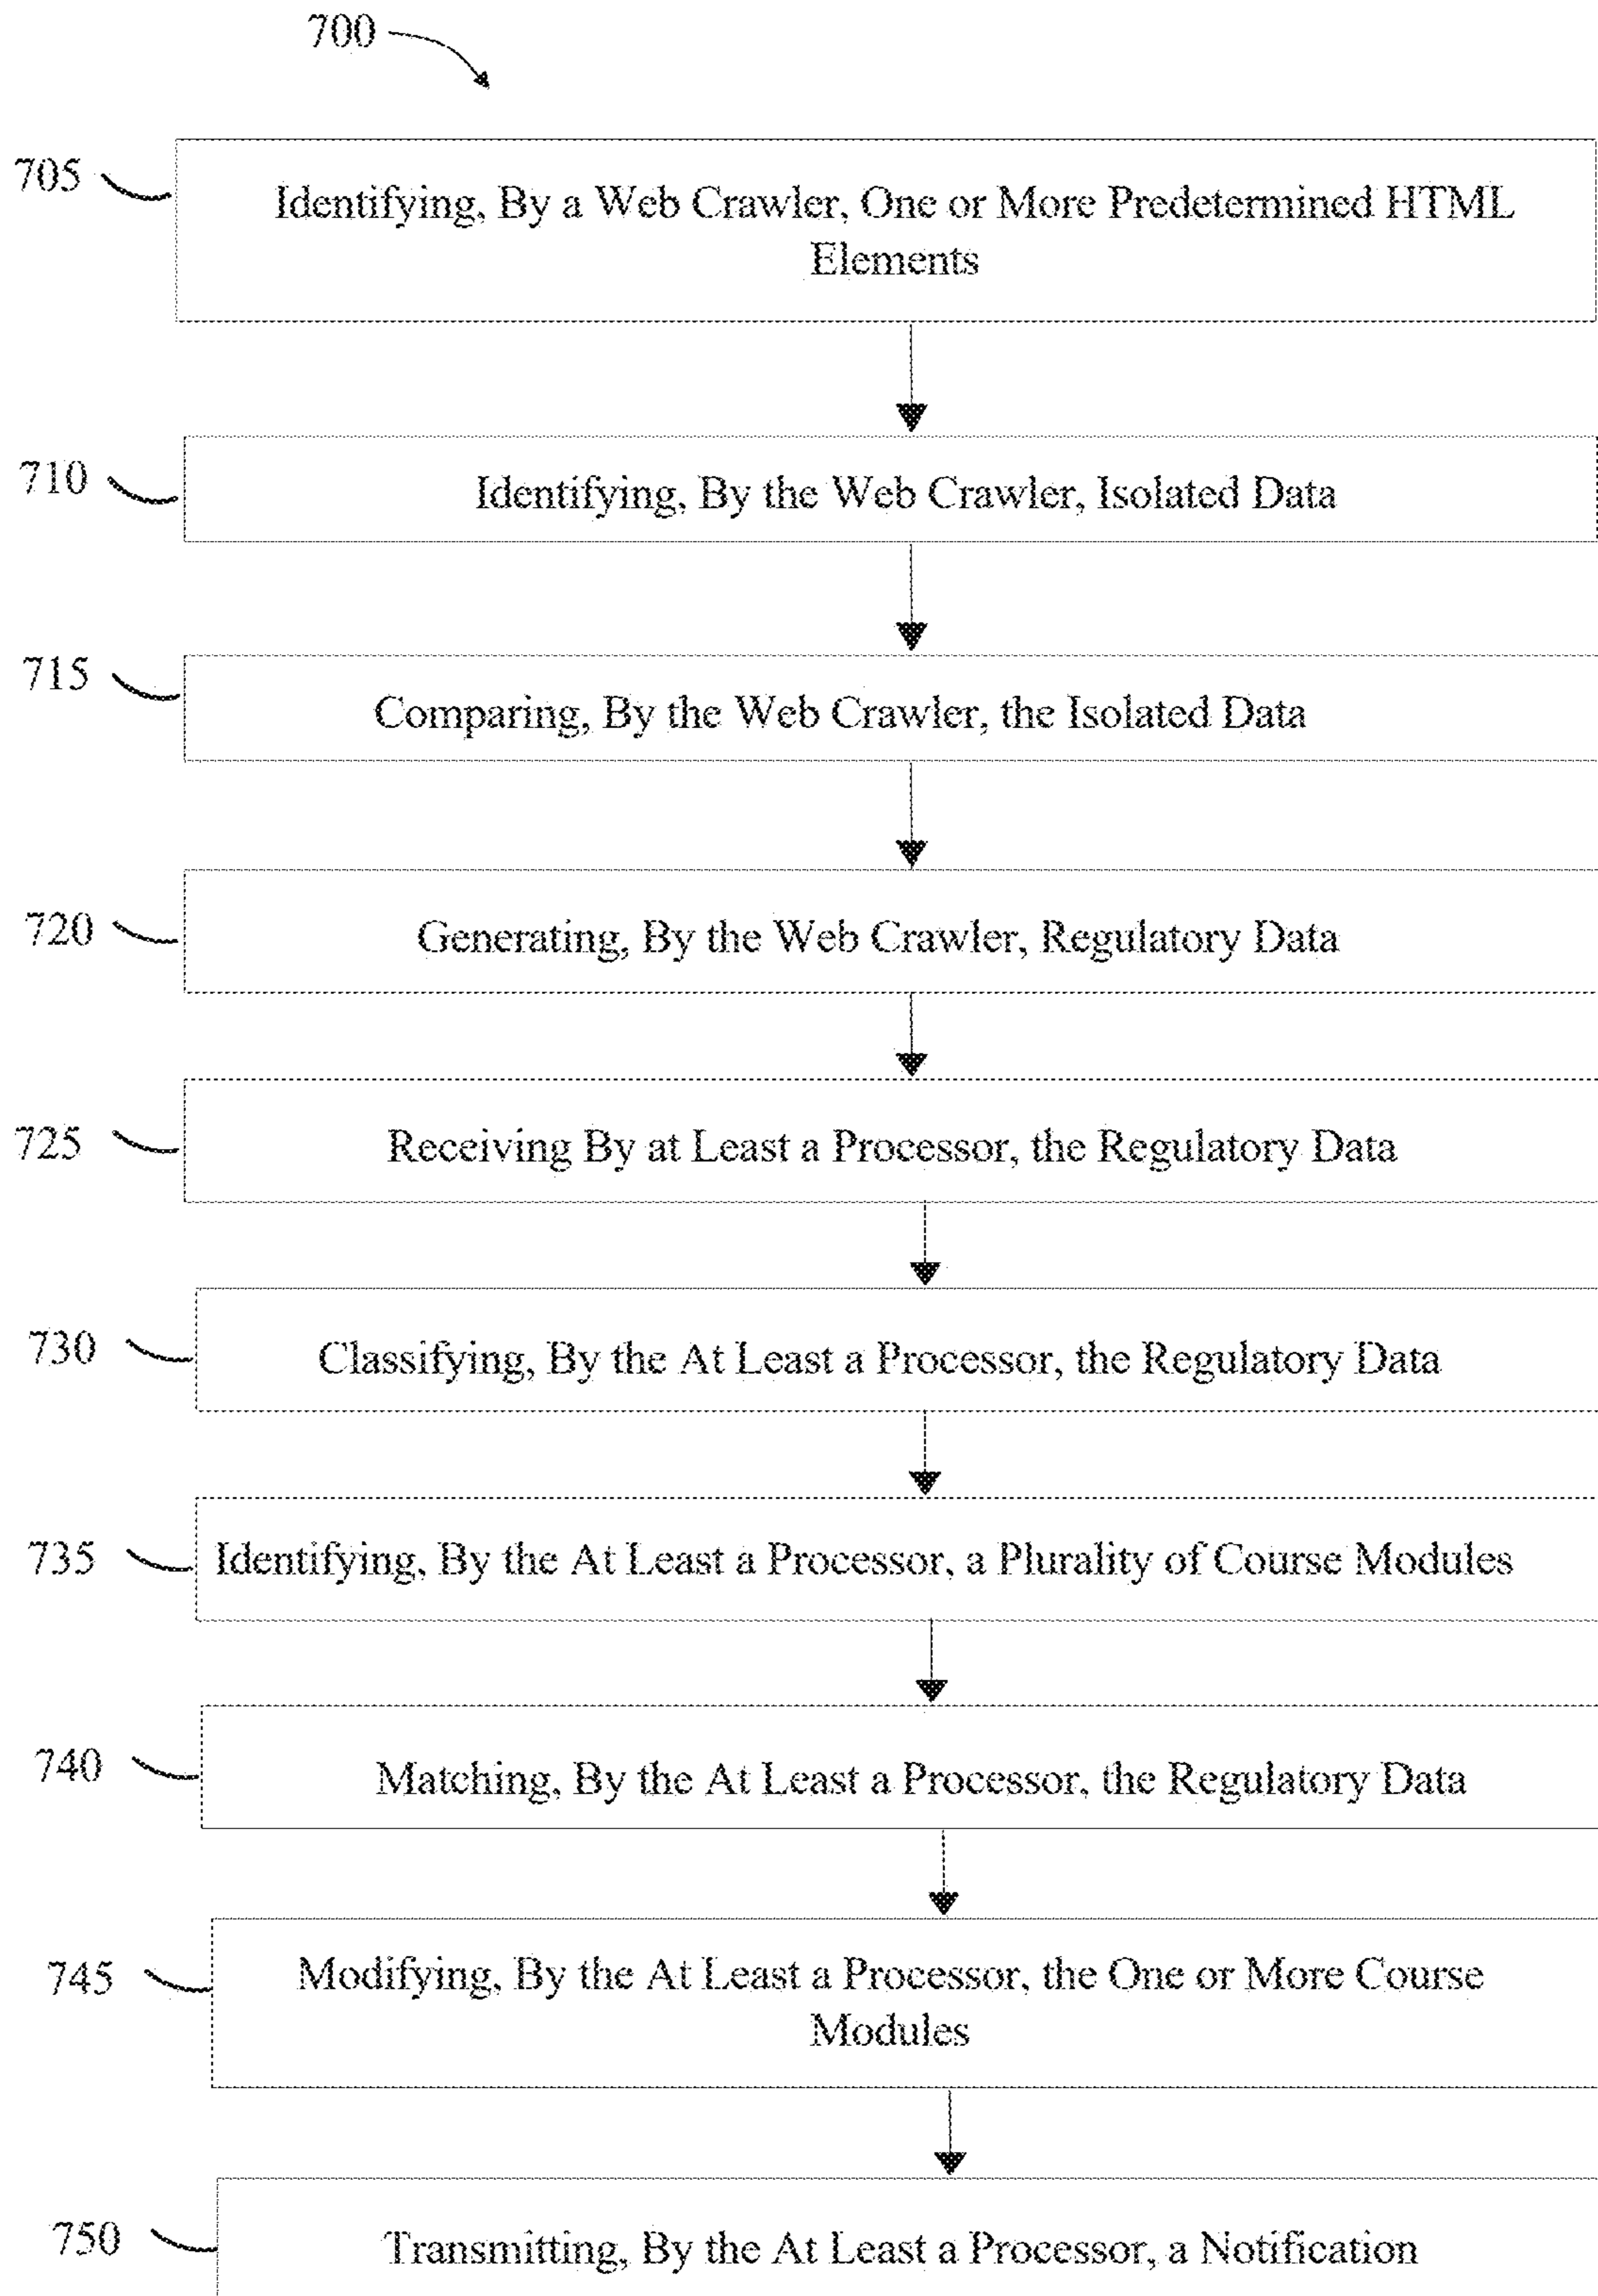 700
705
Identifying, By a Web Crawler, One or More Predetermined HTML
Elements
710
Identifying, By the Web Crawler, Isolated Data
715
Comparing, By the Web Crawler, the Isolated Data
720
Generating, By the Web Crawler, Regulatory Data
725
Receiving By at Least a Processor, the Regulatory Data
730
Classifying, By the At Least a Processor, the Regulatory Data
735
Identifying, By the At Least a Processor, a Plurality of Course Modules
740
Matching, By the At Least a Processor, the Regulatory Data
745
Modifying, By the At Least a Processor, the One or More Course
Modules
750
Transmitting, By the At Least a Processor, a Notification